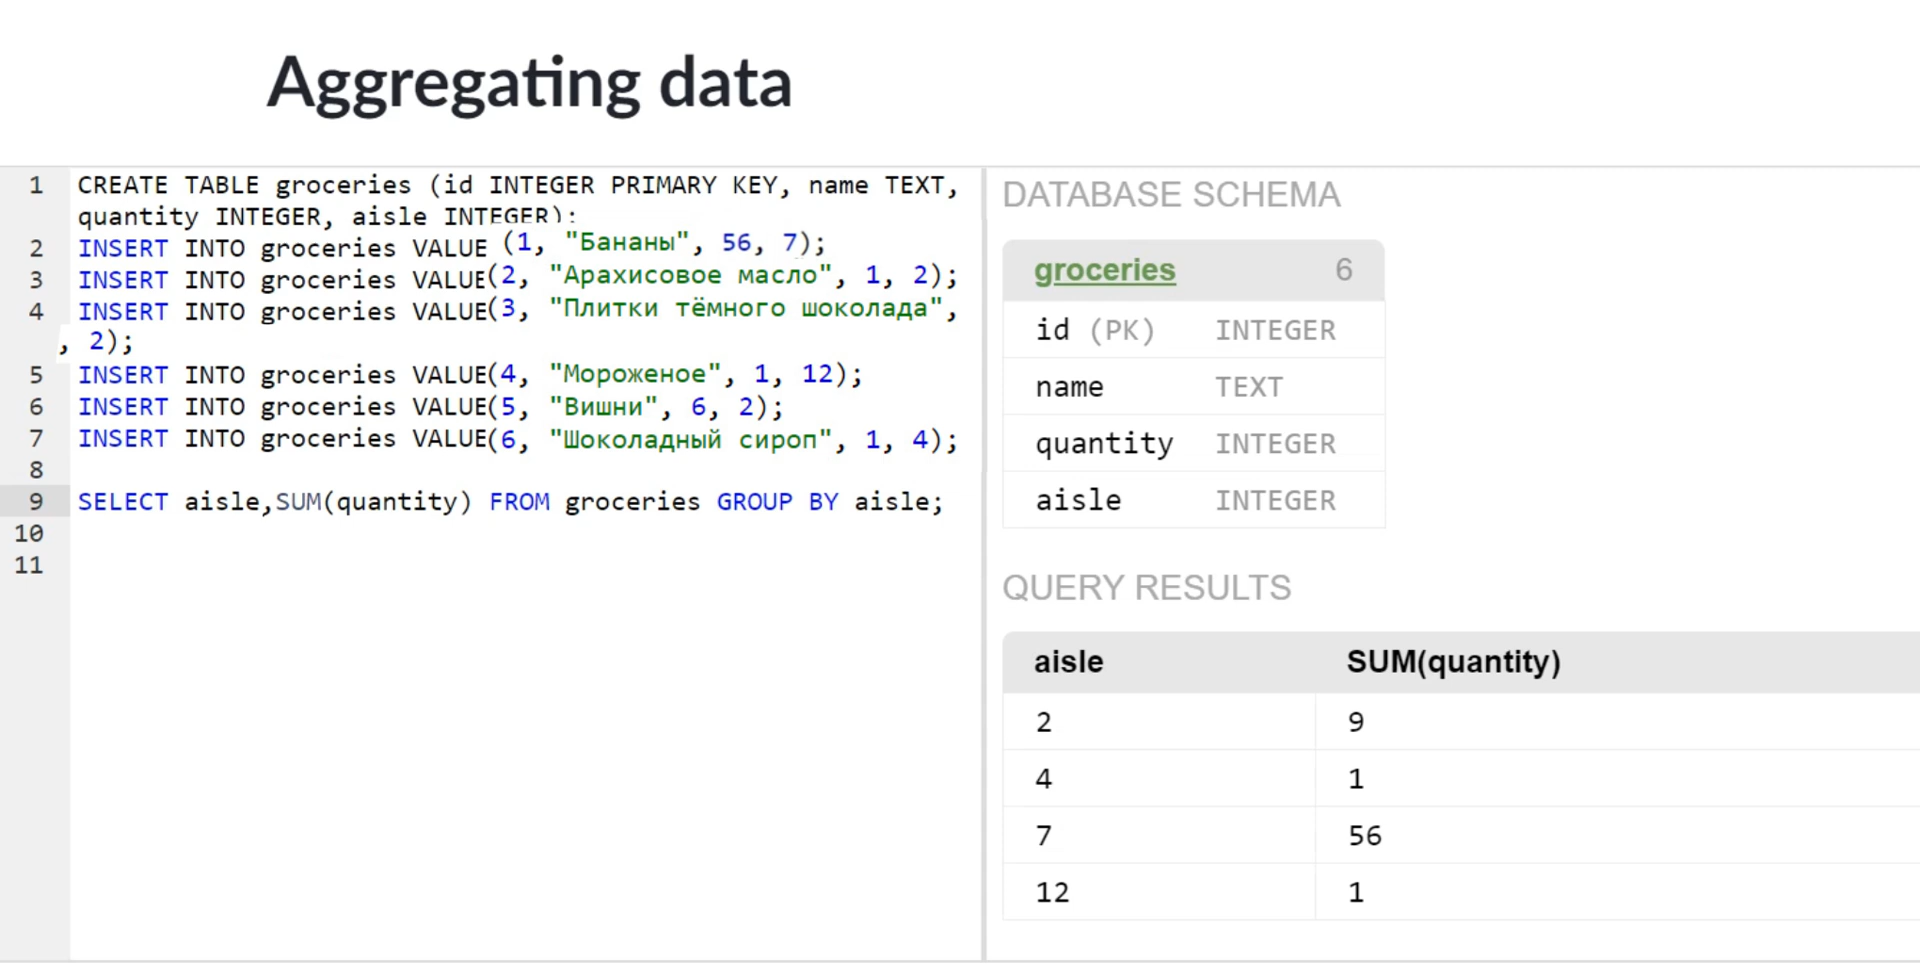 Aggregating data
1 CREATE TABLE groceries (id INTEGER PRIMARY KEY, name TEXT,
quantity INTEGER, aisle INTEGER);
2 INSERT INTO groceries VALUE (1, "Бананы", 56, 7);
3 INSERT INTO groceries VALUE(2, "Арахисовое масло", 1, 2);
4 INSERT INTO groceries VALUE(3, "Плитки тёмного шоколада",
, 2);
5 INSERT INTO groceries VALUE(4, "Мороженое", 1, 12);
6 INSERT INTO groceries VALUE(5, "Вишни", 6, 2);
7 INSERT INTO groceries VALUE(6, "Шоколадный сироп", 1, 4);
8
9 SELECT aisle,SUM(quantity) FROM groceries GROUP BY aisle;
10
11
DATABASE SCHEMA
groceries 6
id (PK) INTEGER
name TEXT
quantity INTEGER
aisle INTEGER
QUERY RESULTS
aisle SUM(quantity)
2 9
4 1
7 56
12 1